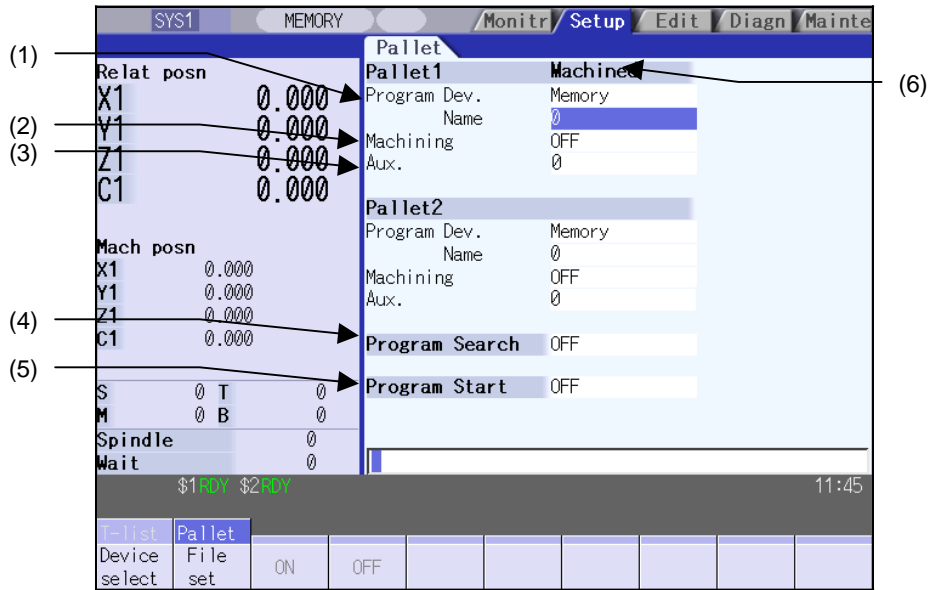 SYS1 MEMORY Monitr Setup Edit Diagn Mainte
Pallet
(1)
(2)
(3)
(4)
(5)
(6)
Relat posn
X1 0.000
Y1 0.000
Z1 0.000
C1 0.000
Mach posn
X1 0.000
Y1 0.000
Z1 0.000
C1 0.000
S 0 T 0
M 0 B 0
Spindle 0
Wait 0
Pallet1 Machined
Program Dev. Memory
Name 0
Machining OFF
Aux. 0
Pallet2
Program Dev. Memory
Name 0
Machining OFF
Aux. 0
Program Search OFF
Program Start OFF
$1 RDY $2 RDY 11:45
T-list Pallet
Device select
File set
ON
OFF